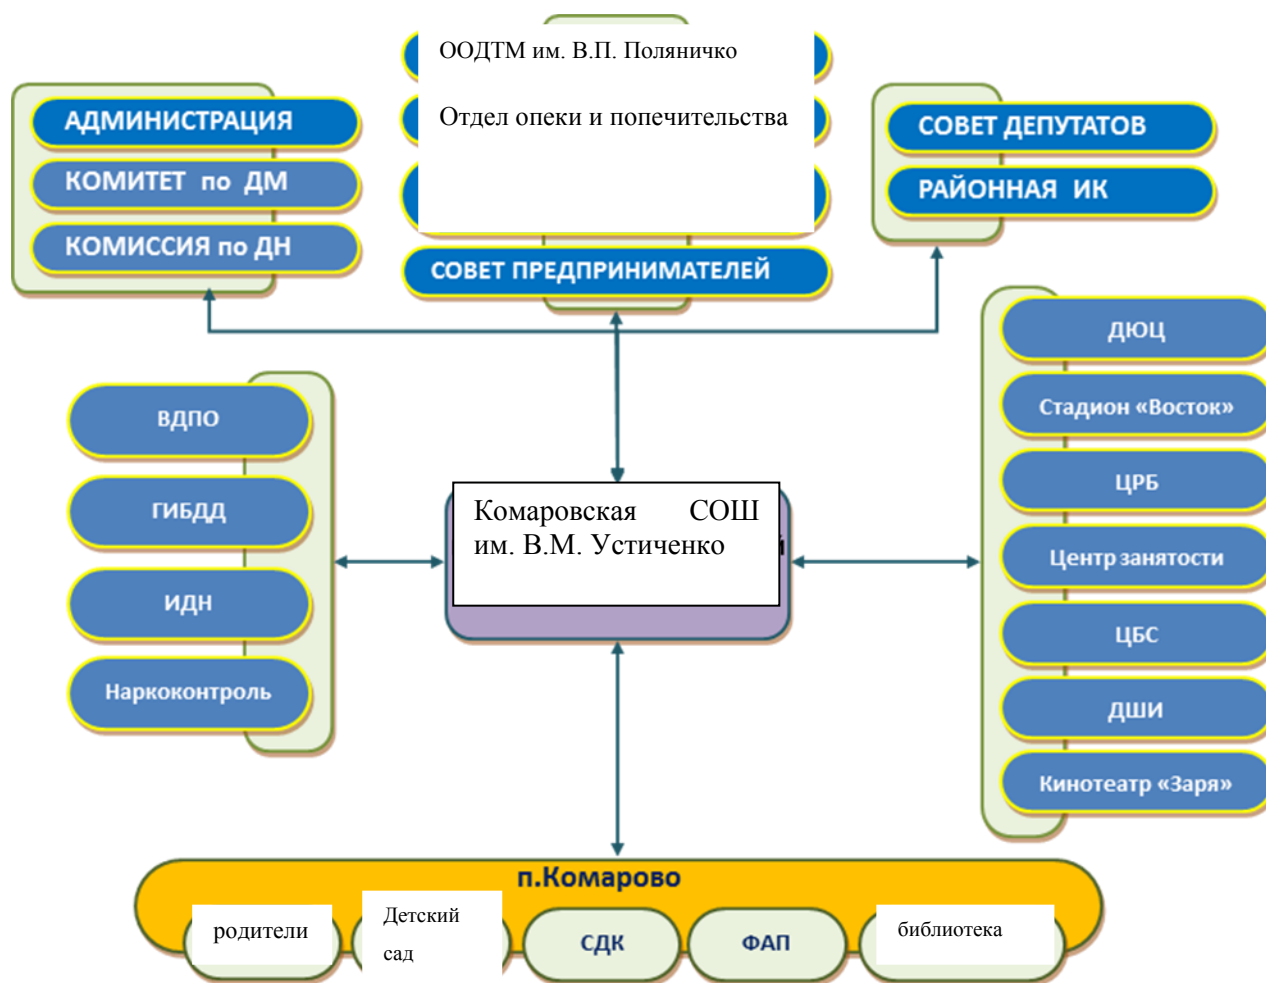 ООДТМ им. В.П. Поляничко
Отдел опеки и попечительства
СОВЕТ ПРЕДПРИНИМАТЕЛЕЙ
АДМИНИСТРАЦИЯ
КОМИТЕТ по ДМ
КОМИССИЯ по ДН
СОВЕТ ДЕПУТАТОВ
РАЙОННАЯ ИК
ВДПО
ГИБДД
ИДН
Наркоконтроль
Комаровская СОШ
им. В.М. Устиченко
ДЮЦ
Стадион «Восток»
ЦРБ
Центр занятости
ЦБС
ДШИ
Кинотеатр «Заря»
п.Комарово
родители
Детский
сад
СДК
ФАП
библиотека